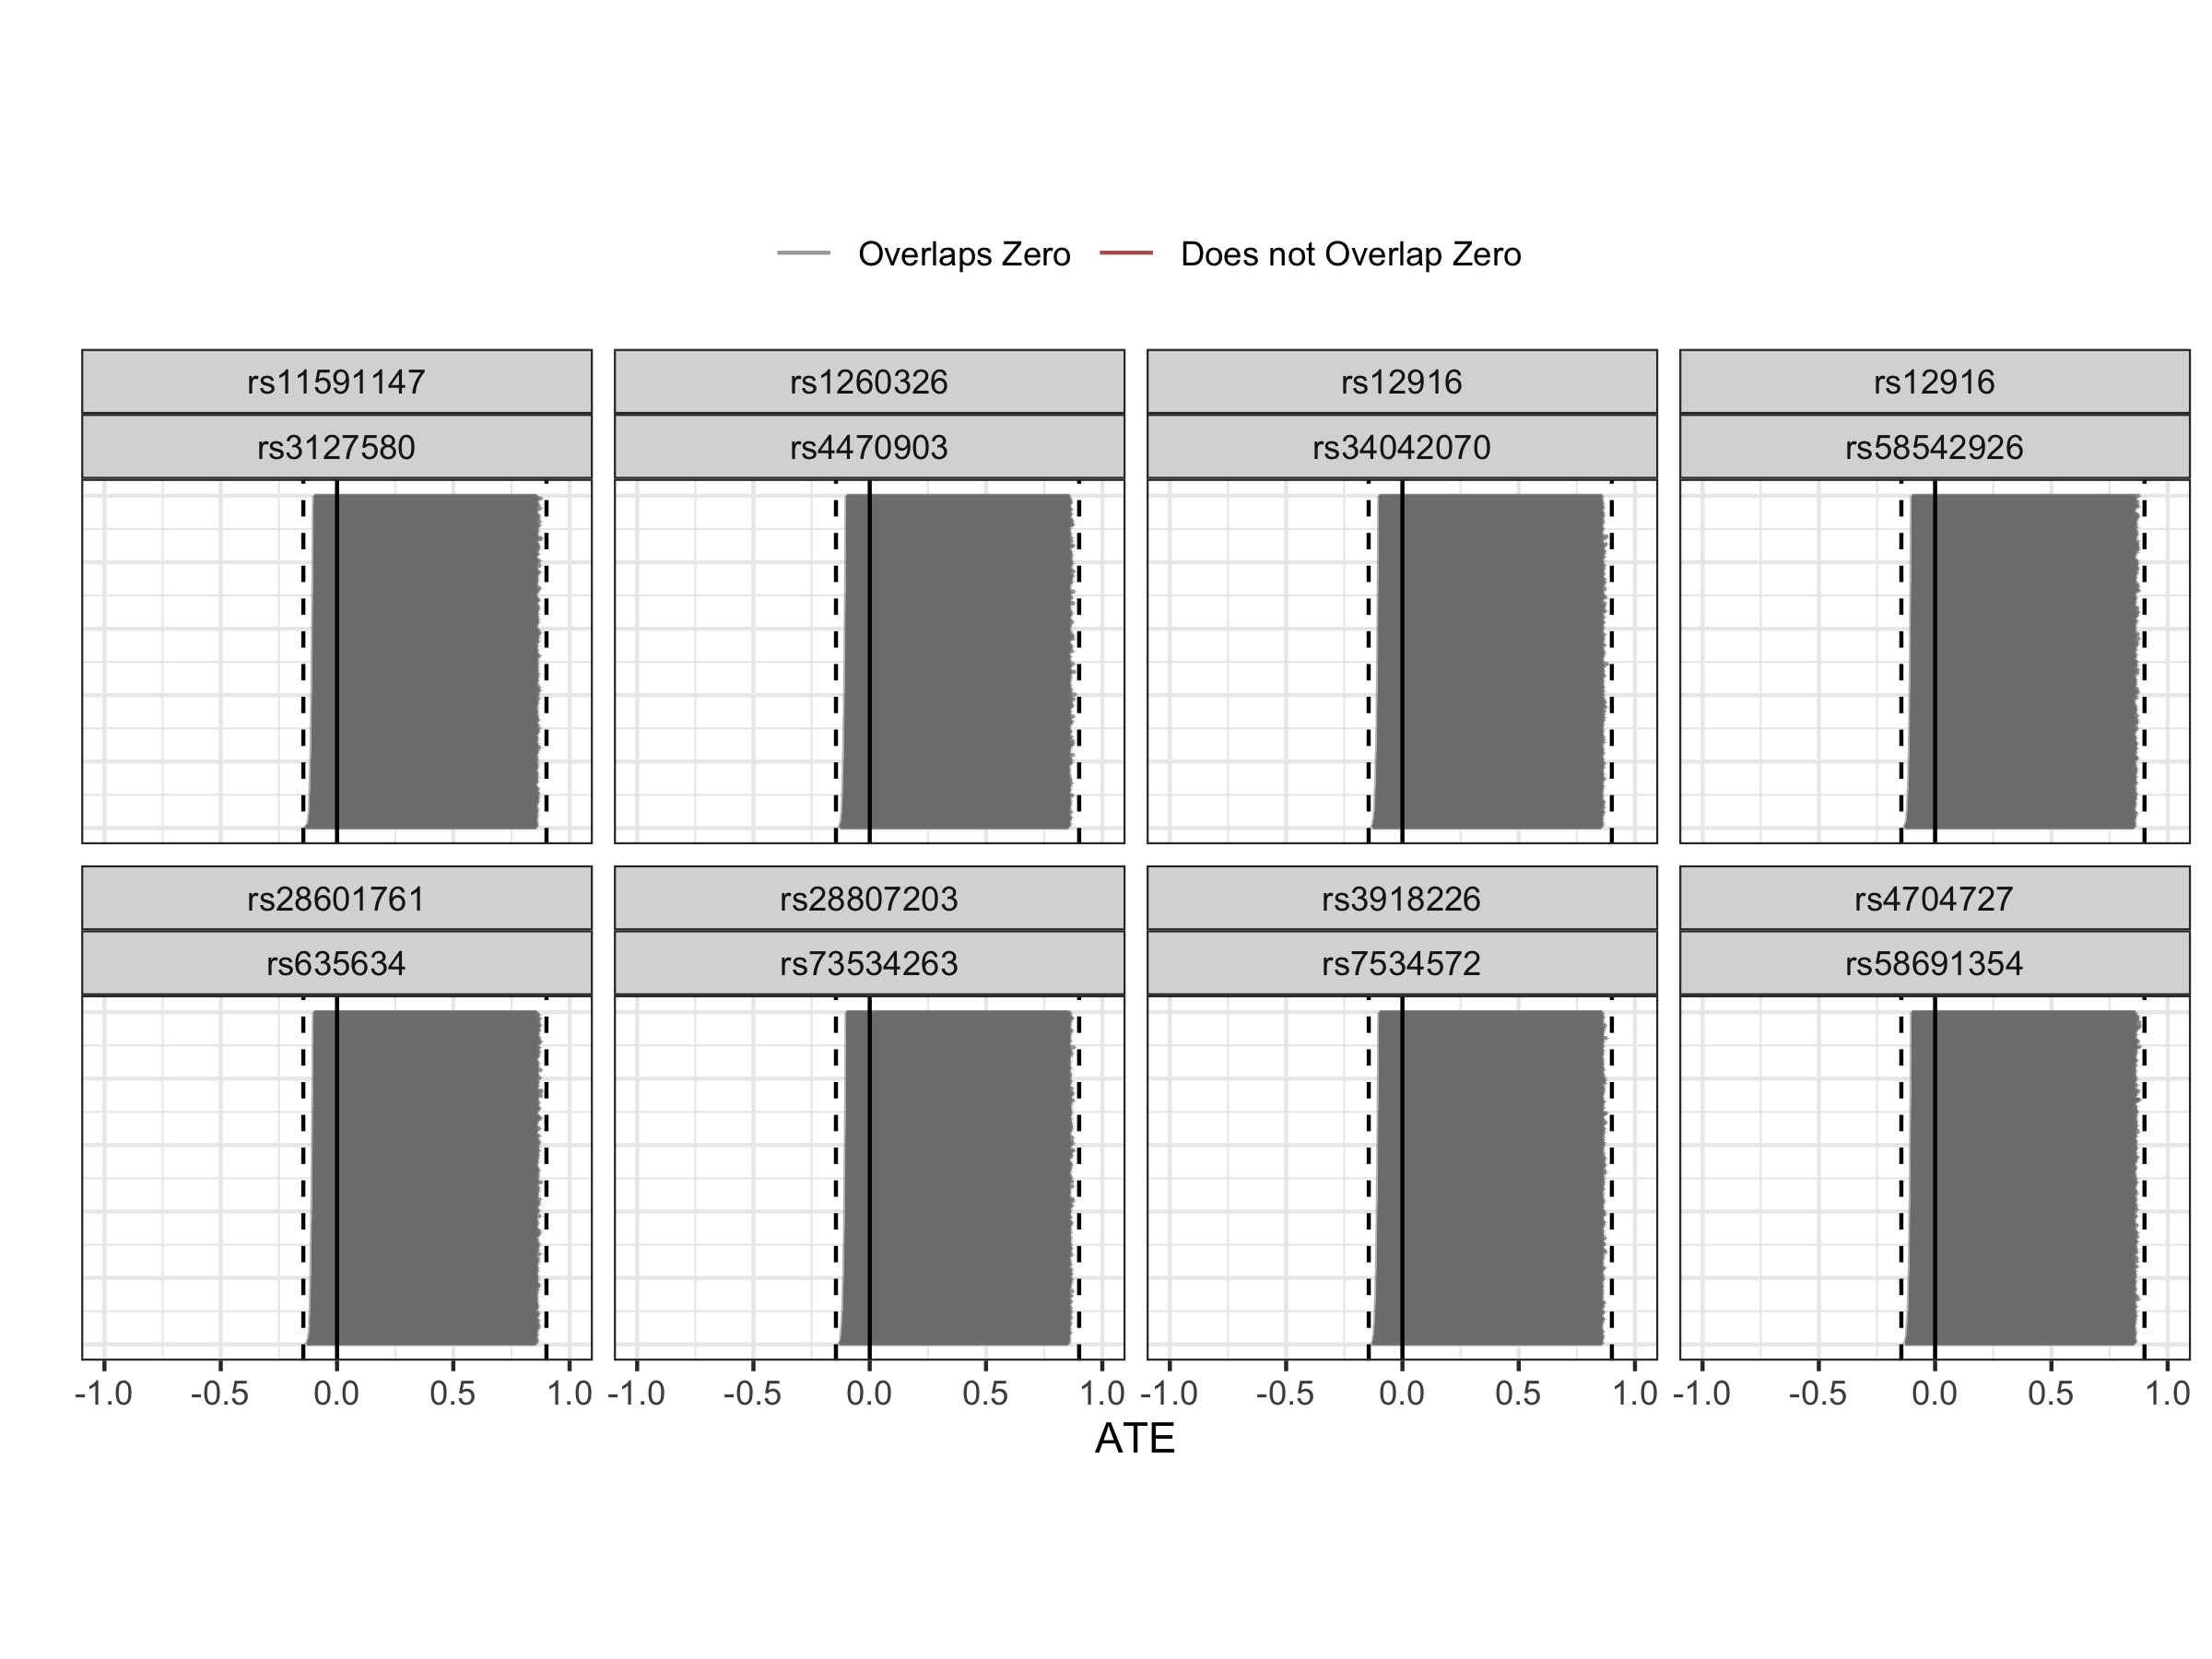 Overlaps Zero Does not Overlap Zero
rs11591147 rs1260326 rs12916 rs12916
rs3127580 rs4470903 rs34042070 rs58542926
rs28601761 rs28807203 rs3918226 rs4704727
rs635634 rs73534263 rs7534572 rs58691354
-1.0 -0.5 0.0 0.5 1.0 -1.0 -0.5 0.0 0.5 1.0 -1.0 -0.5 0.0 0.5 1.0 -1.0 -0.5 0.0 0.5 1.0
ATE